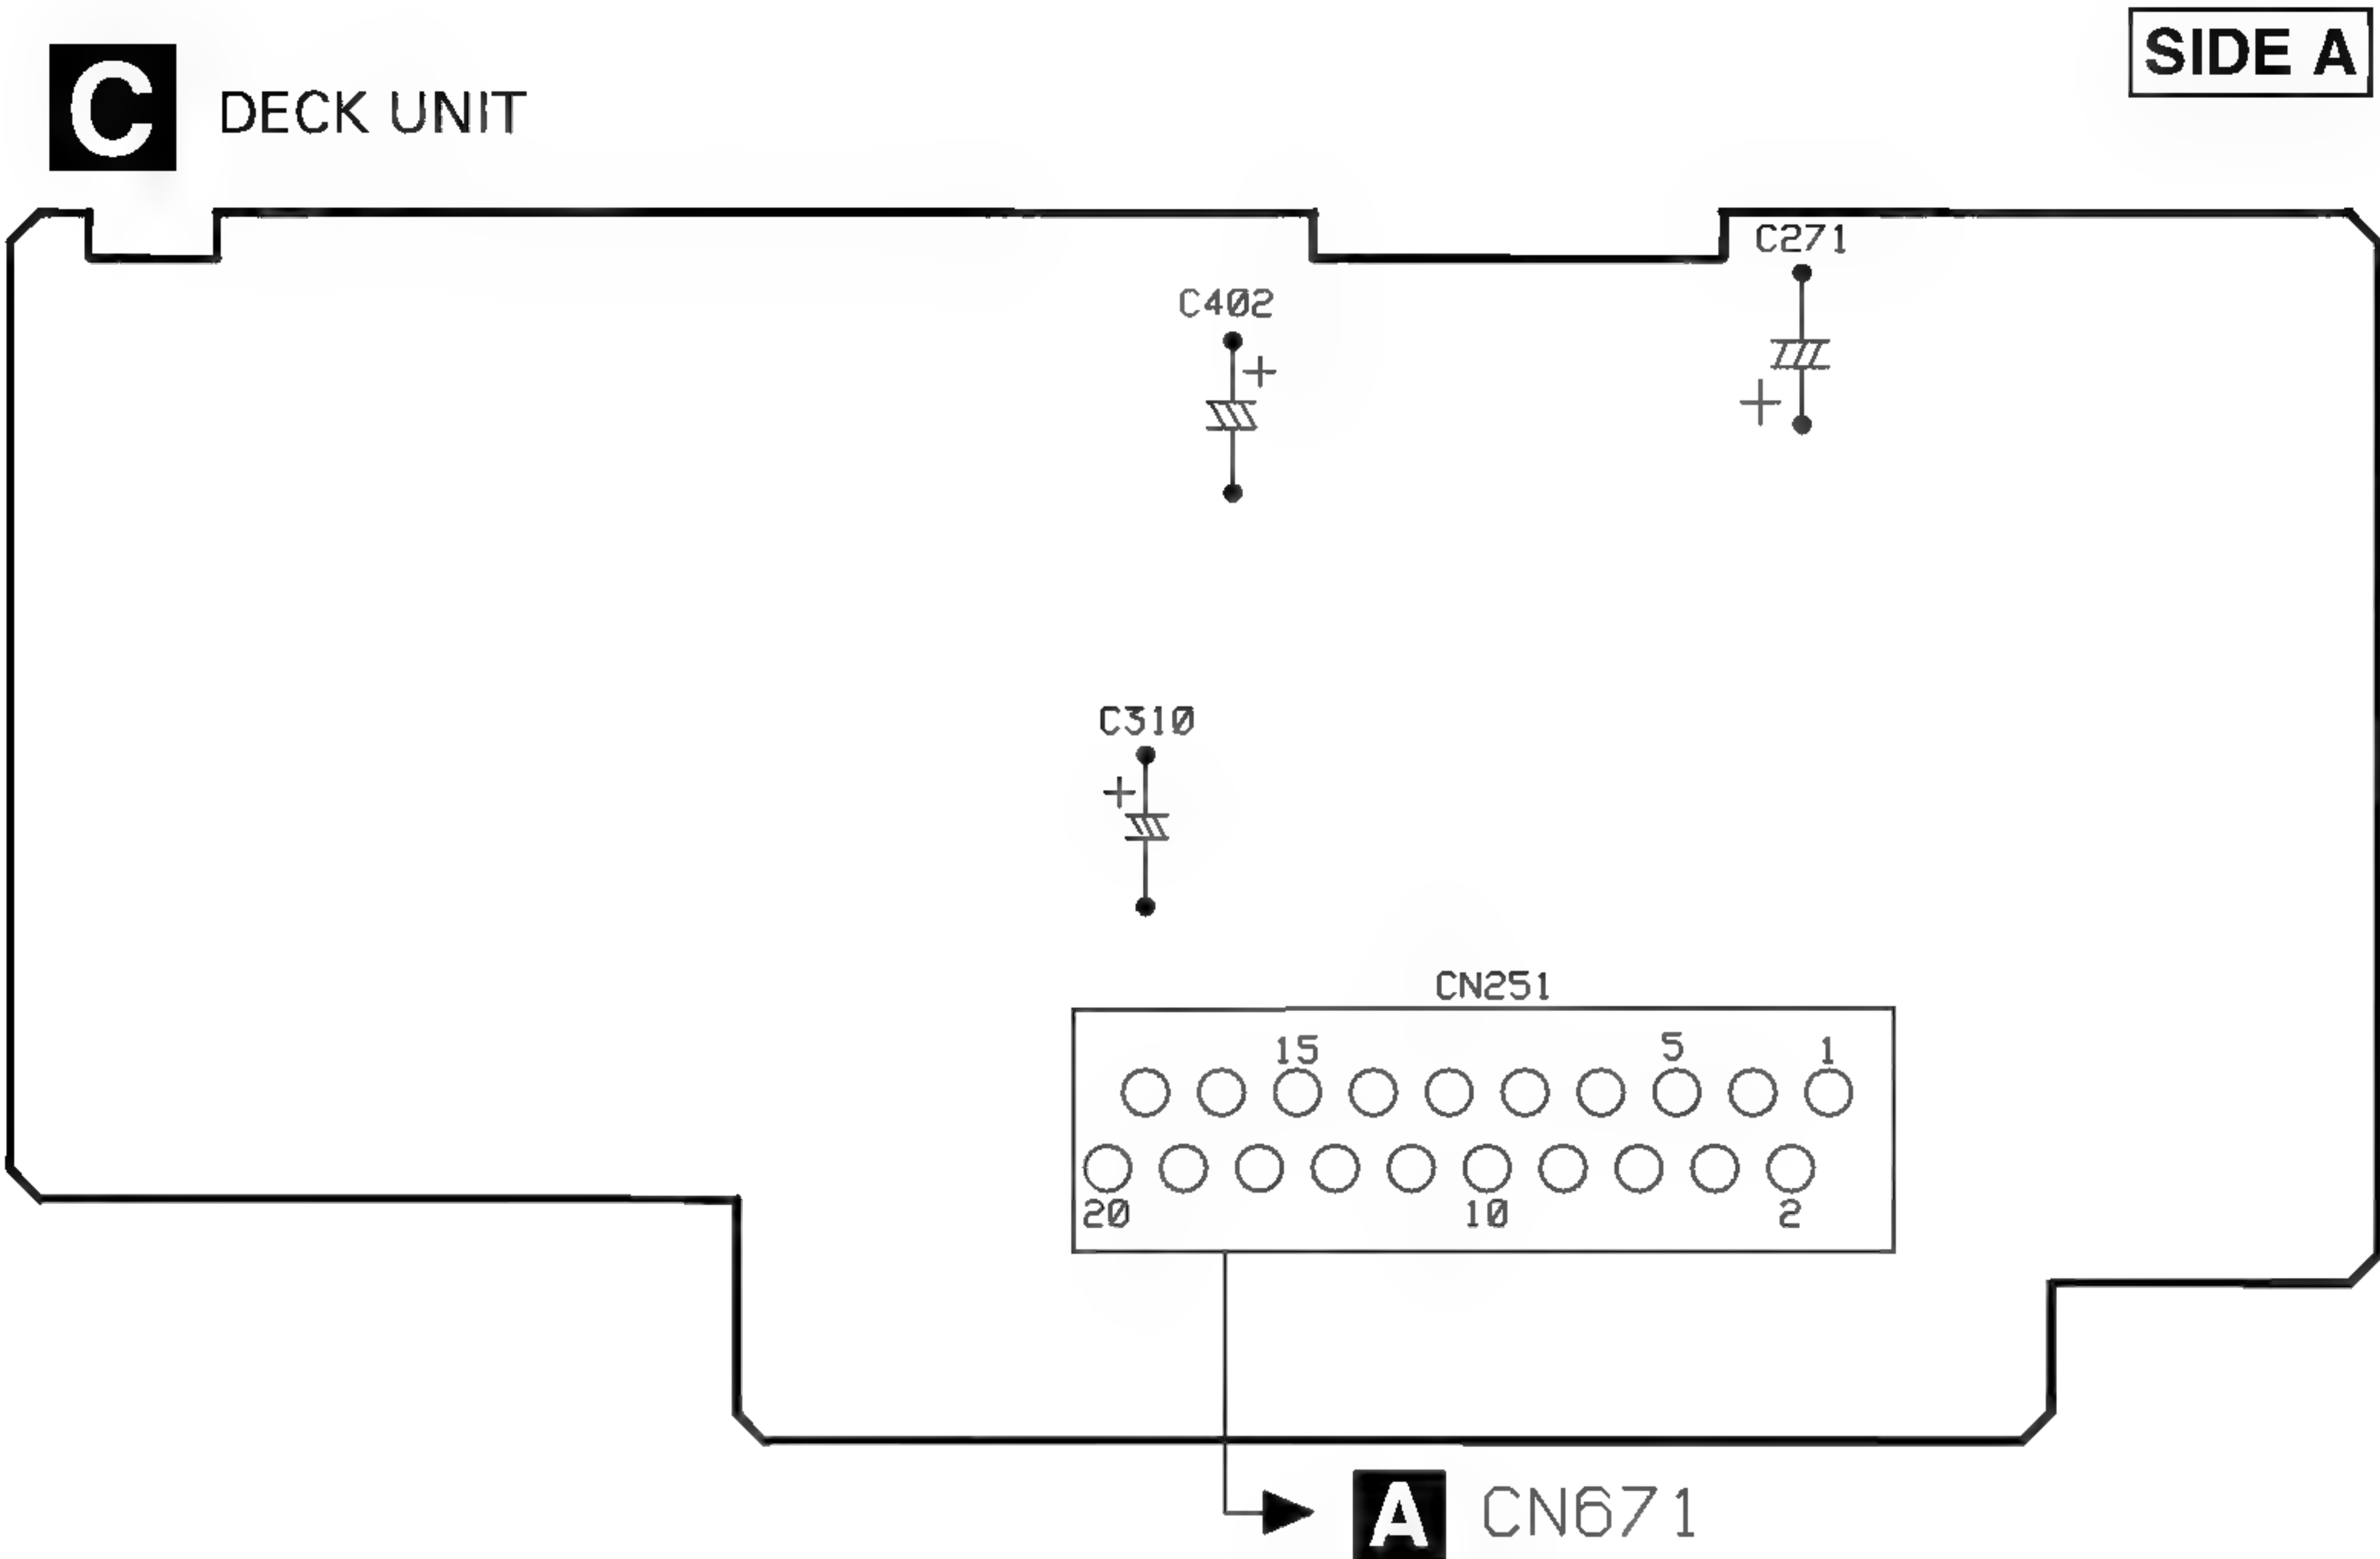 SIDE A
C DECK UNIT
C271
C402
+
+
C310
+
CN251
15 5 1
20 10 2
A CN671